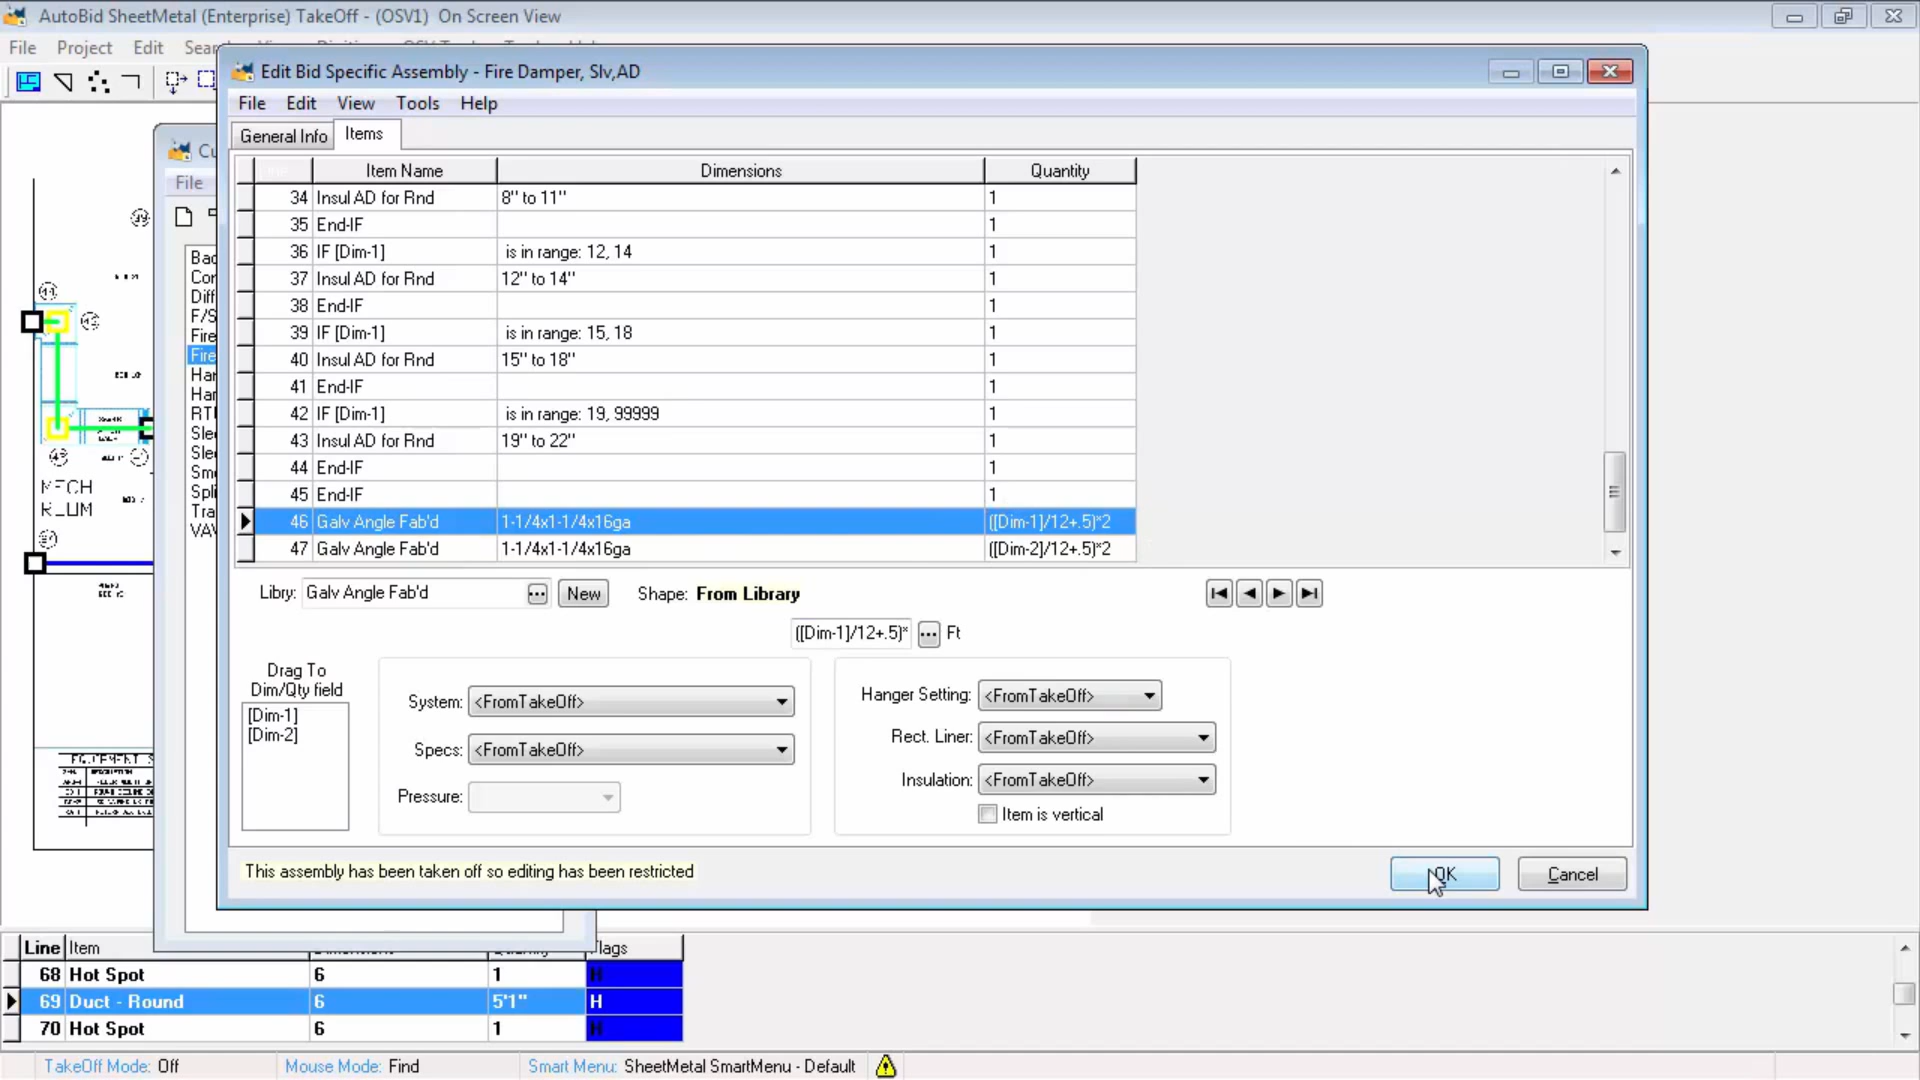 AutoBid SheetMetal (Enterprise) TakeOff - (OSV1)  On Screen View
File Project Edit
Edit Bid Specific Assembly - Fire Damper, Slv,AD
File Edit View Tools Help
General Info Items
Item Name Dimensions Quantity
34 Insul AD for Rnd 8" to 11" 1
35 End-IF 1
36 IF [Dim-1] is in range: 12, 14 1
37 Insul AD for Rnd 12" to 14" 1
38 End-IF 1
39 IF [Dim-1] is in range: 15, 18 1
40 Insul AD for Rnd 15" to 18" 1
41 End-IF 1
42 IF [Dim-1] is in range: 19, 99999 1
43 Insul AD for Rnd 19" to 22" 1
44 End-IF 1
45 End-IF 1
46 Galv Angle Fab'd 1-1/4x1-1/4x16ga ([Dim-1]/12+.5)*2
47 Galv Angle Fab'd 1-1/4x1-1/4x16ga ([Dim-2]/12+.5)*2
Libry: Galv Angle Fab'd ... New Shape: From Library
([Dim-1]/12+.5)* ... Ft
Drag To
Dim/Qty field
[Dim-1]
[Dim-2]
System: <FromTakeOff>
Specs: <FromTakeOff>
Pressure:
Hanger Setting: <FromTakeOff>
Rect. Liner: <FromTakeOff>
Insulation: <FromTakeOff>
Item is vertical
This assembly has been taken off so editing has been restricted
OK Cancel
File
MECH
Line Item
68 Hot Spot 6 1 H
69 Duct - Round 6 5'1" H
70 Hot Spot 6 1 H
TakeOff Mode: Off Mouse Mode: Find Smart Menu: SheetMetal SmartMenu - Default